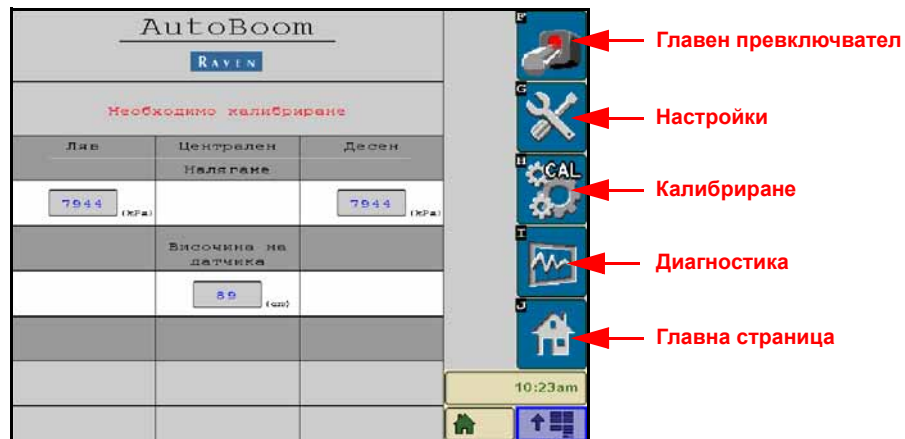 AutoBoom
RAVEN
Необходимо калибриране
Ляв Централен Десен
Налягане
7944 (kPa) 7944 (kPa)
Височина на
датчика
89 (cm)
F
G
H
CAL
I
J
10:23am
Главен превключвател
Настройки
Калибриране
Диагностика
Главна страница